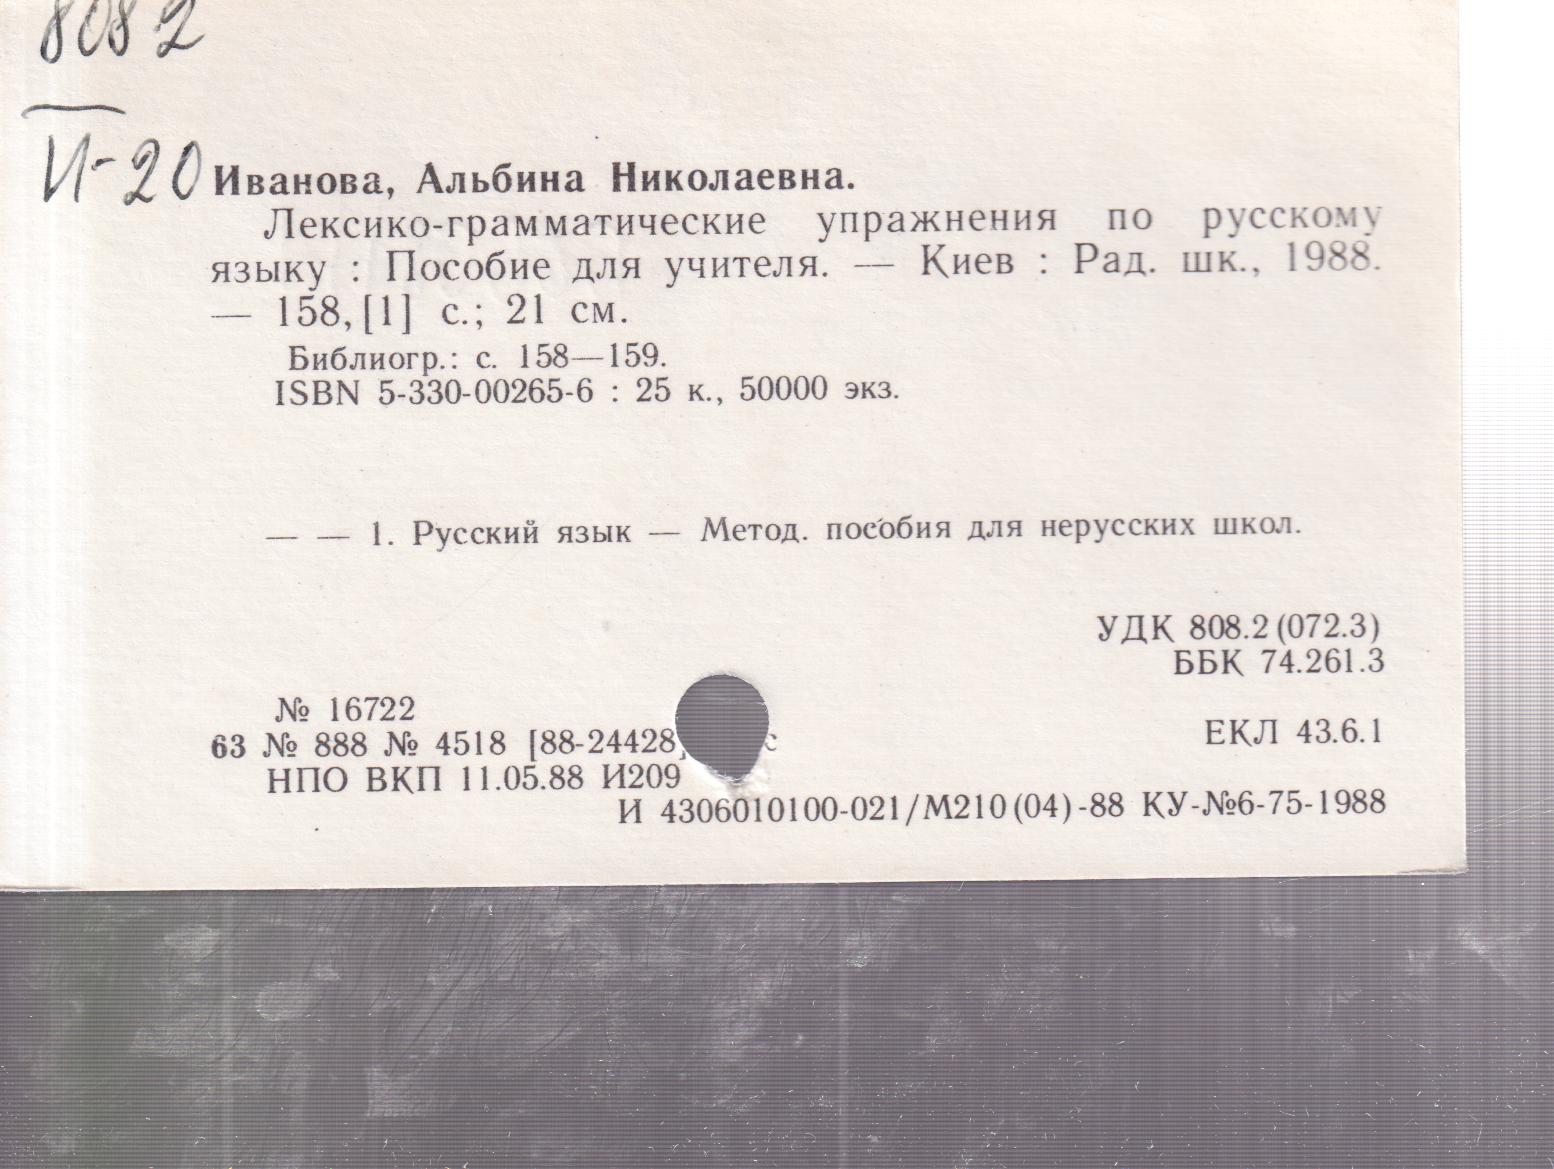 8082
И-20
Иванова, Альбина Николаевна.
Лексико-грамматические упражнения по русскому
языку : Пособие для учителя. — Киев : Рад. шк., 1988.
— 158, [1] с.; 21 см.
Библиогр.: с. 158—159.
ISBN 5-330-00265-6 : 25 к., 50000 экз.
— — 1. Русский язык — Метод. пособия для нерусских школ.
УДК 808.2(072.3)
ББК 74.261.3
№ 16722
63 № 888 № 4518 [88-24428] с
ЕКЛ 43.6.1
НПО ВКП 11.05.88 И209
И 4306010100-021/М210(04)-88 КУ-№6-75-1988